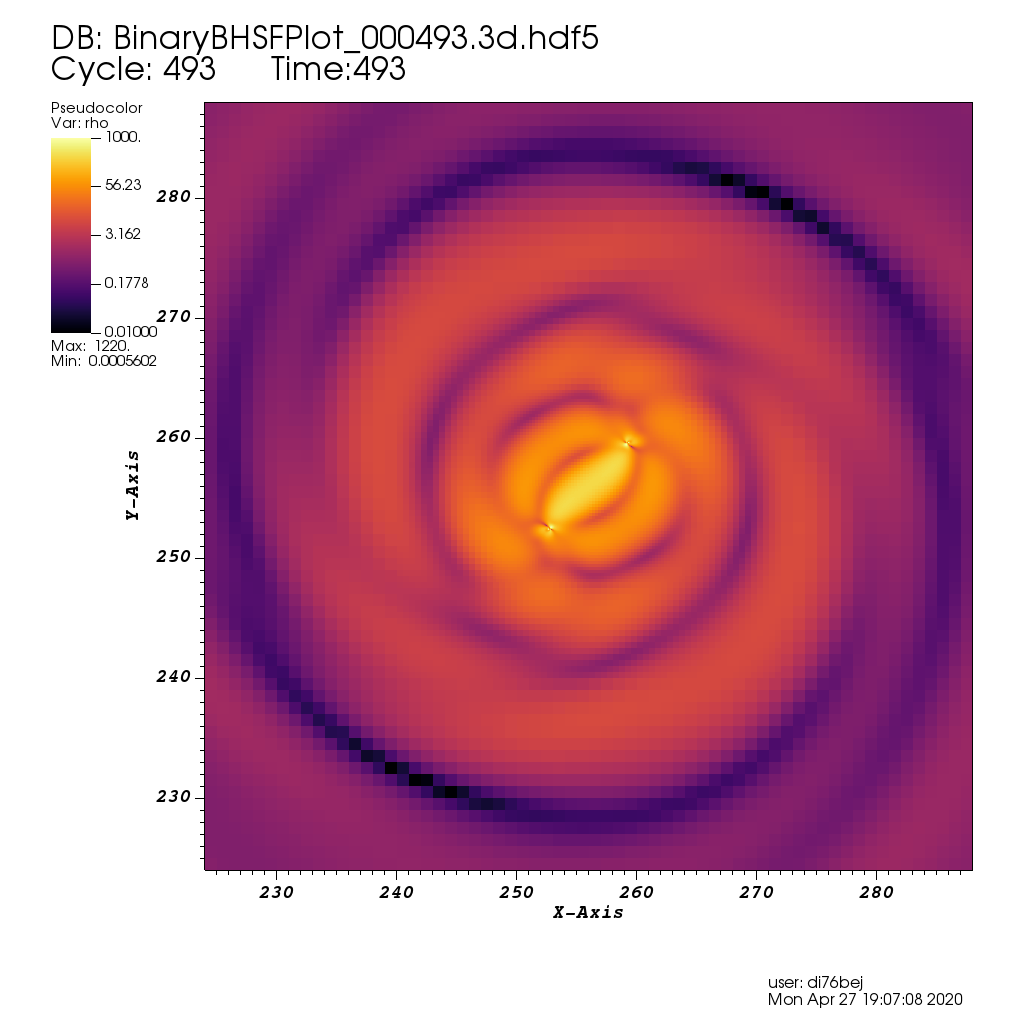 DB: BinaryBHSFPlot_000493.3d.hdf5
Cycle: 493 Time:493
Pseudocolor
Var: rho
1000.
56.23
3.162
0.1778
0.01000
Max: 1220.
Min: 0.0005602
280
270
260
250
240
230
Y-Axis
230 240 250 260 270 280
X-Axis
user: di76bej
Mon Apr 27 19:07:08 2020